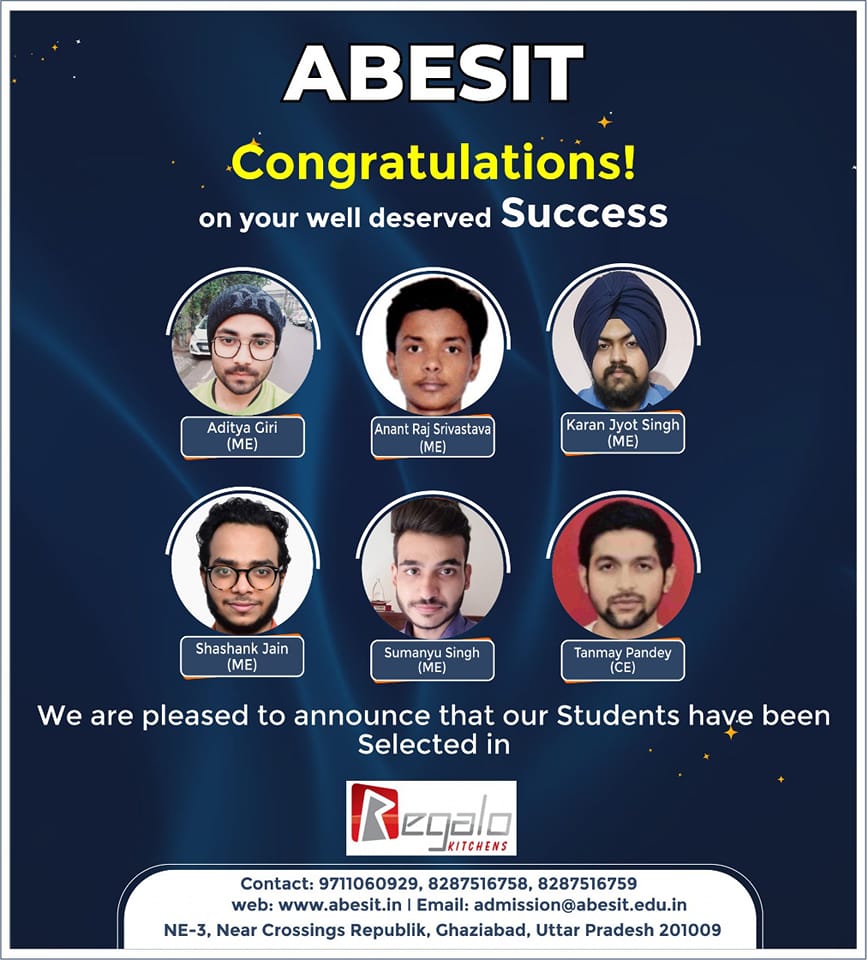 ABESIT
Congratulations!
on your well deserved Success
Aditya Giri
(ME)
Anant Raj Srivastava
(ME)
Karan Jyot Singh
(ME)
Shashank Jain
(ME)
Sumanyu Singh
(ME)
Tanmay Pandey
(CE)
We are pleased to announce that our Students have been
Selected in
Regalo
KITCHENS
Contact: 9711060929, 8287516758, 8287516759
web: www.abesit.in | Email: admission@abesit.edu.in
NE-3, Near Crossings Republik, Ghaziabad, Uttar Pradesh 201009